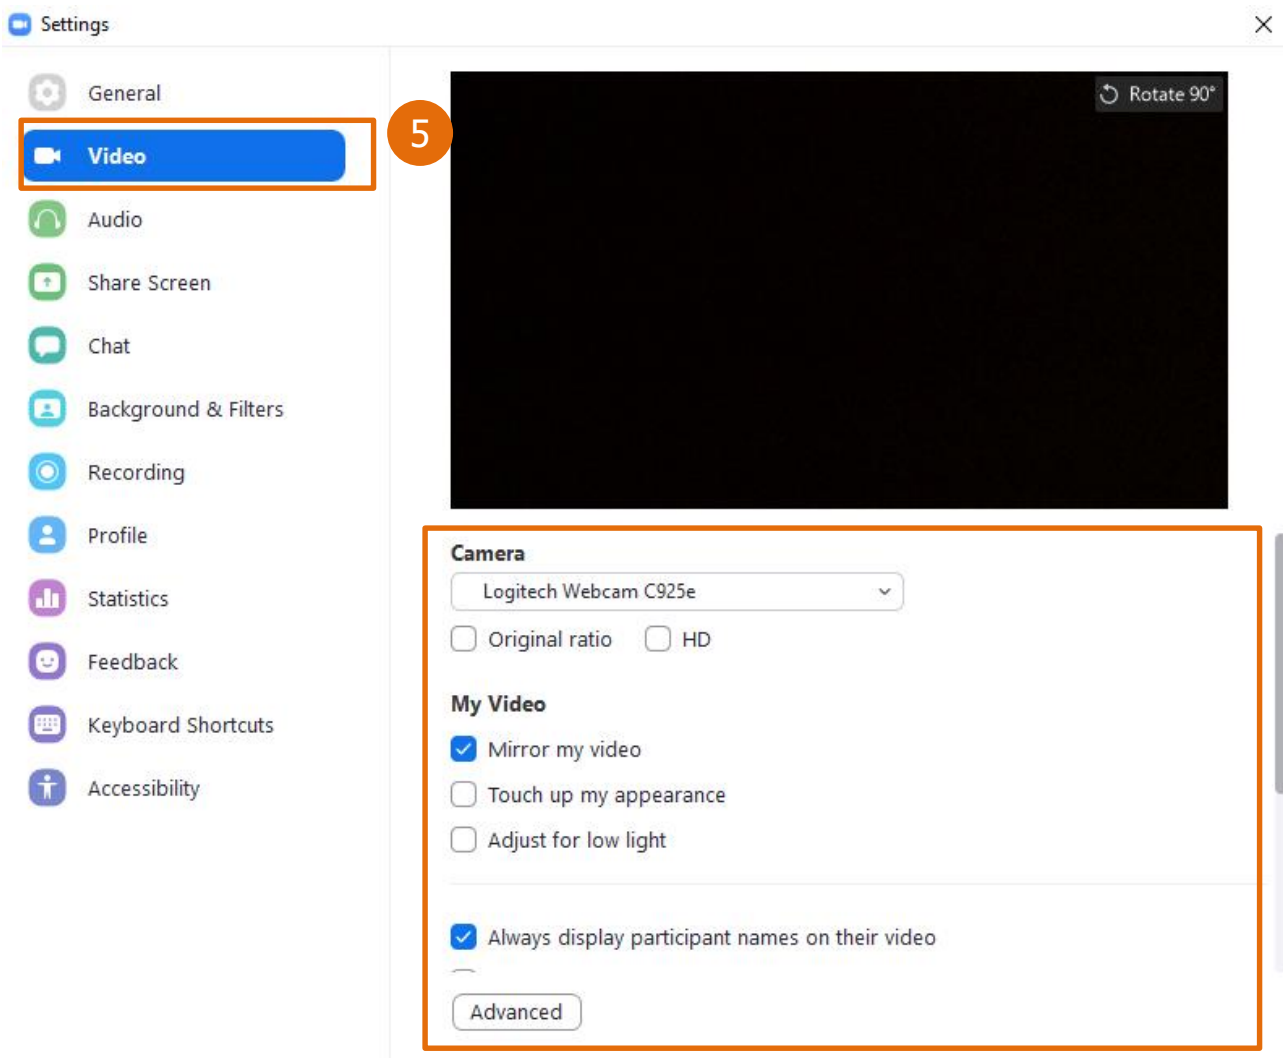 Settings
General
Video
5
Audio
Share Screen
Chat
Background & Filters
Recording
Profile
Statistics
Feedback
Keyboard Shortcuts
Accessibility
Rotate 90°
Camera
Logitech Webcam C925e
Original ratio HD
My Video
Mirror my video
Touch up my appearance
Adjust for low light
Always display participant names on their video
Advanced